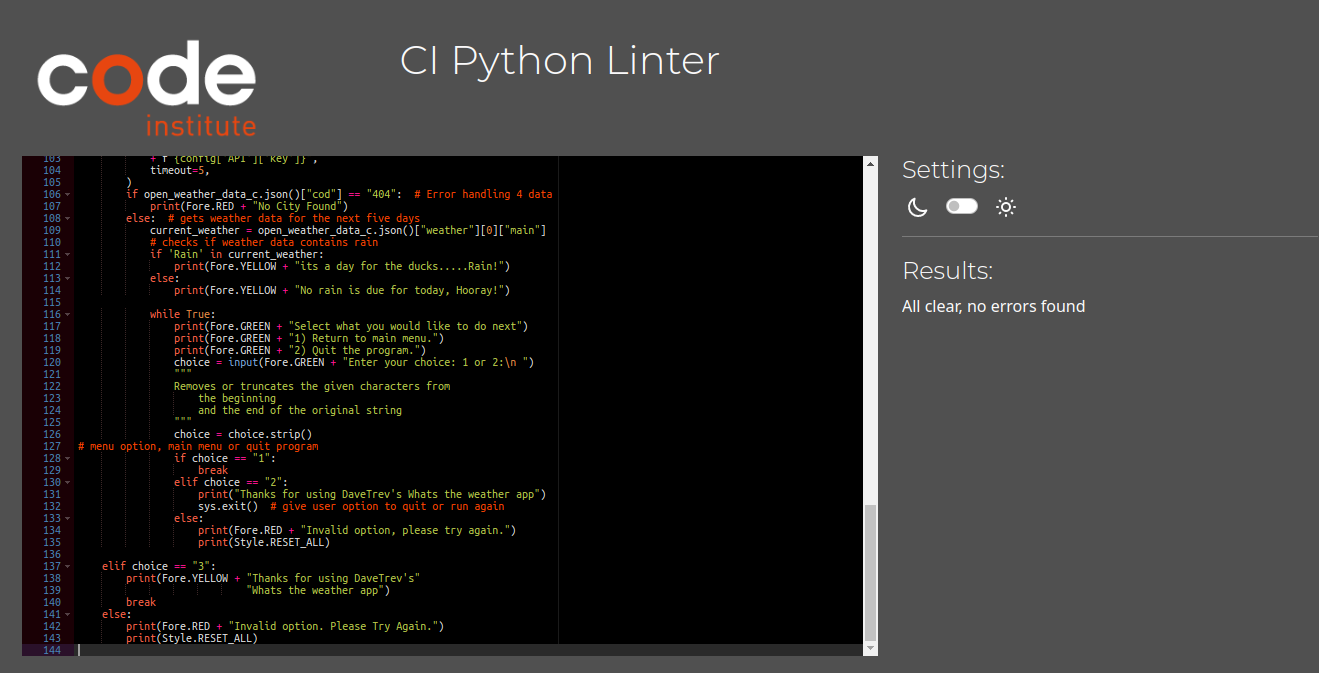 code
institute
CI Python Linter
103 + f"{config['API']['key']}",
104 timeout=5,
105 )
106 if open_weather_data_c.json()["cod"] == "404":  # Error handling 4 data
107 print(Fore.RED + "No City Found")
108 else:  # gets weather data for the next five days
109 current_weather = open_weather_data_c.json()["weather"][0]["main"]
110 # checks if weather data contains rain
111 if 'Rain' in current_weather:
112 print(Fore.YELLOW + "its a day for the ducks.....Rain!")
113 else:
114 print(Fore.YELLOW + "No rain is due for today, Hooray!")
115
116 while True:
117 print(Fore.GREEN + "Select what you would like to do next")
118 print(Fore.GREEN + "1) Return to main menu.")
119 print(Fore.GREEN + "2) Quit the program.")
120 choice = input(Fore.GREEN + "Enter your choice: 1 or 2:\n ")
121 """
122 Removes or truncates the given characters from
123 the beginning
124 and the end of the original string
125 """
126 choice = choice.strip()
127 # menu option, main menu or quit program
128 if choice == "1":
129 break
130 elif choice == "2":
131 print("Thanks for using DaveTrev's Whats the weather app")
132 sys.exit()  # give user option to quit or run again
133 else:
134 print(Fore.RED + "Invalid option, please try again.")
135 print(Style.RESET_ALL)
136
137 elif choice == "3":
138 print(Fore.YELLOW + "Thanks for using DaveTrev's"
139 "Whats the weather app")
140 break
141 else:
142 print(Fore.RED + "Invalid option. Please Try Again.")
143 print(Style.RESET_ALL)
144
Settings:
Results:
All clear, no errors found